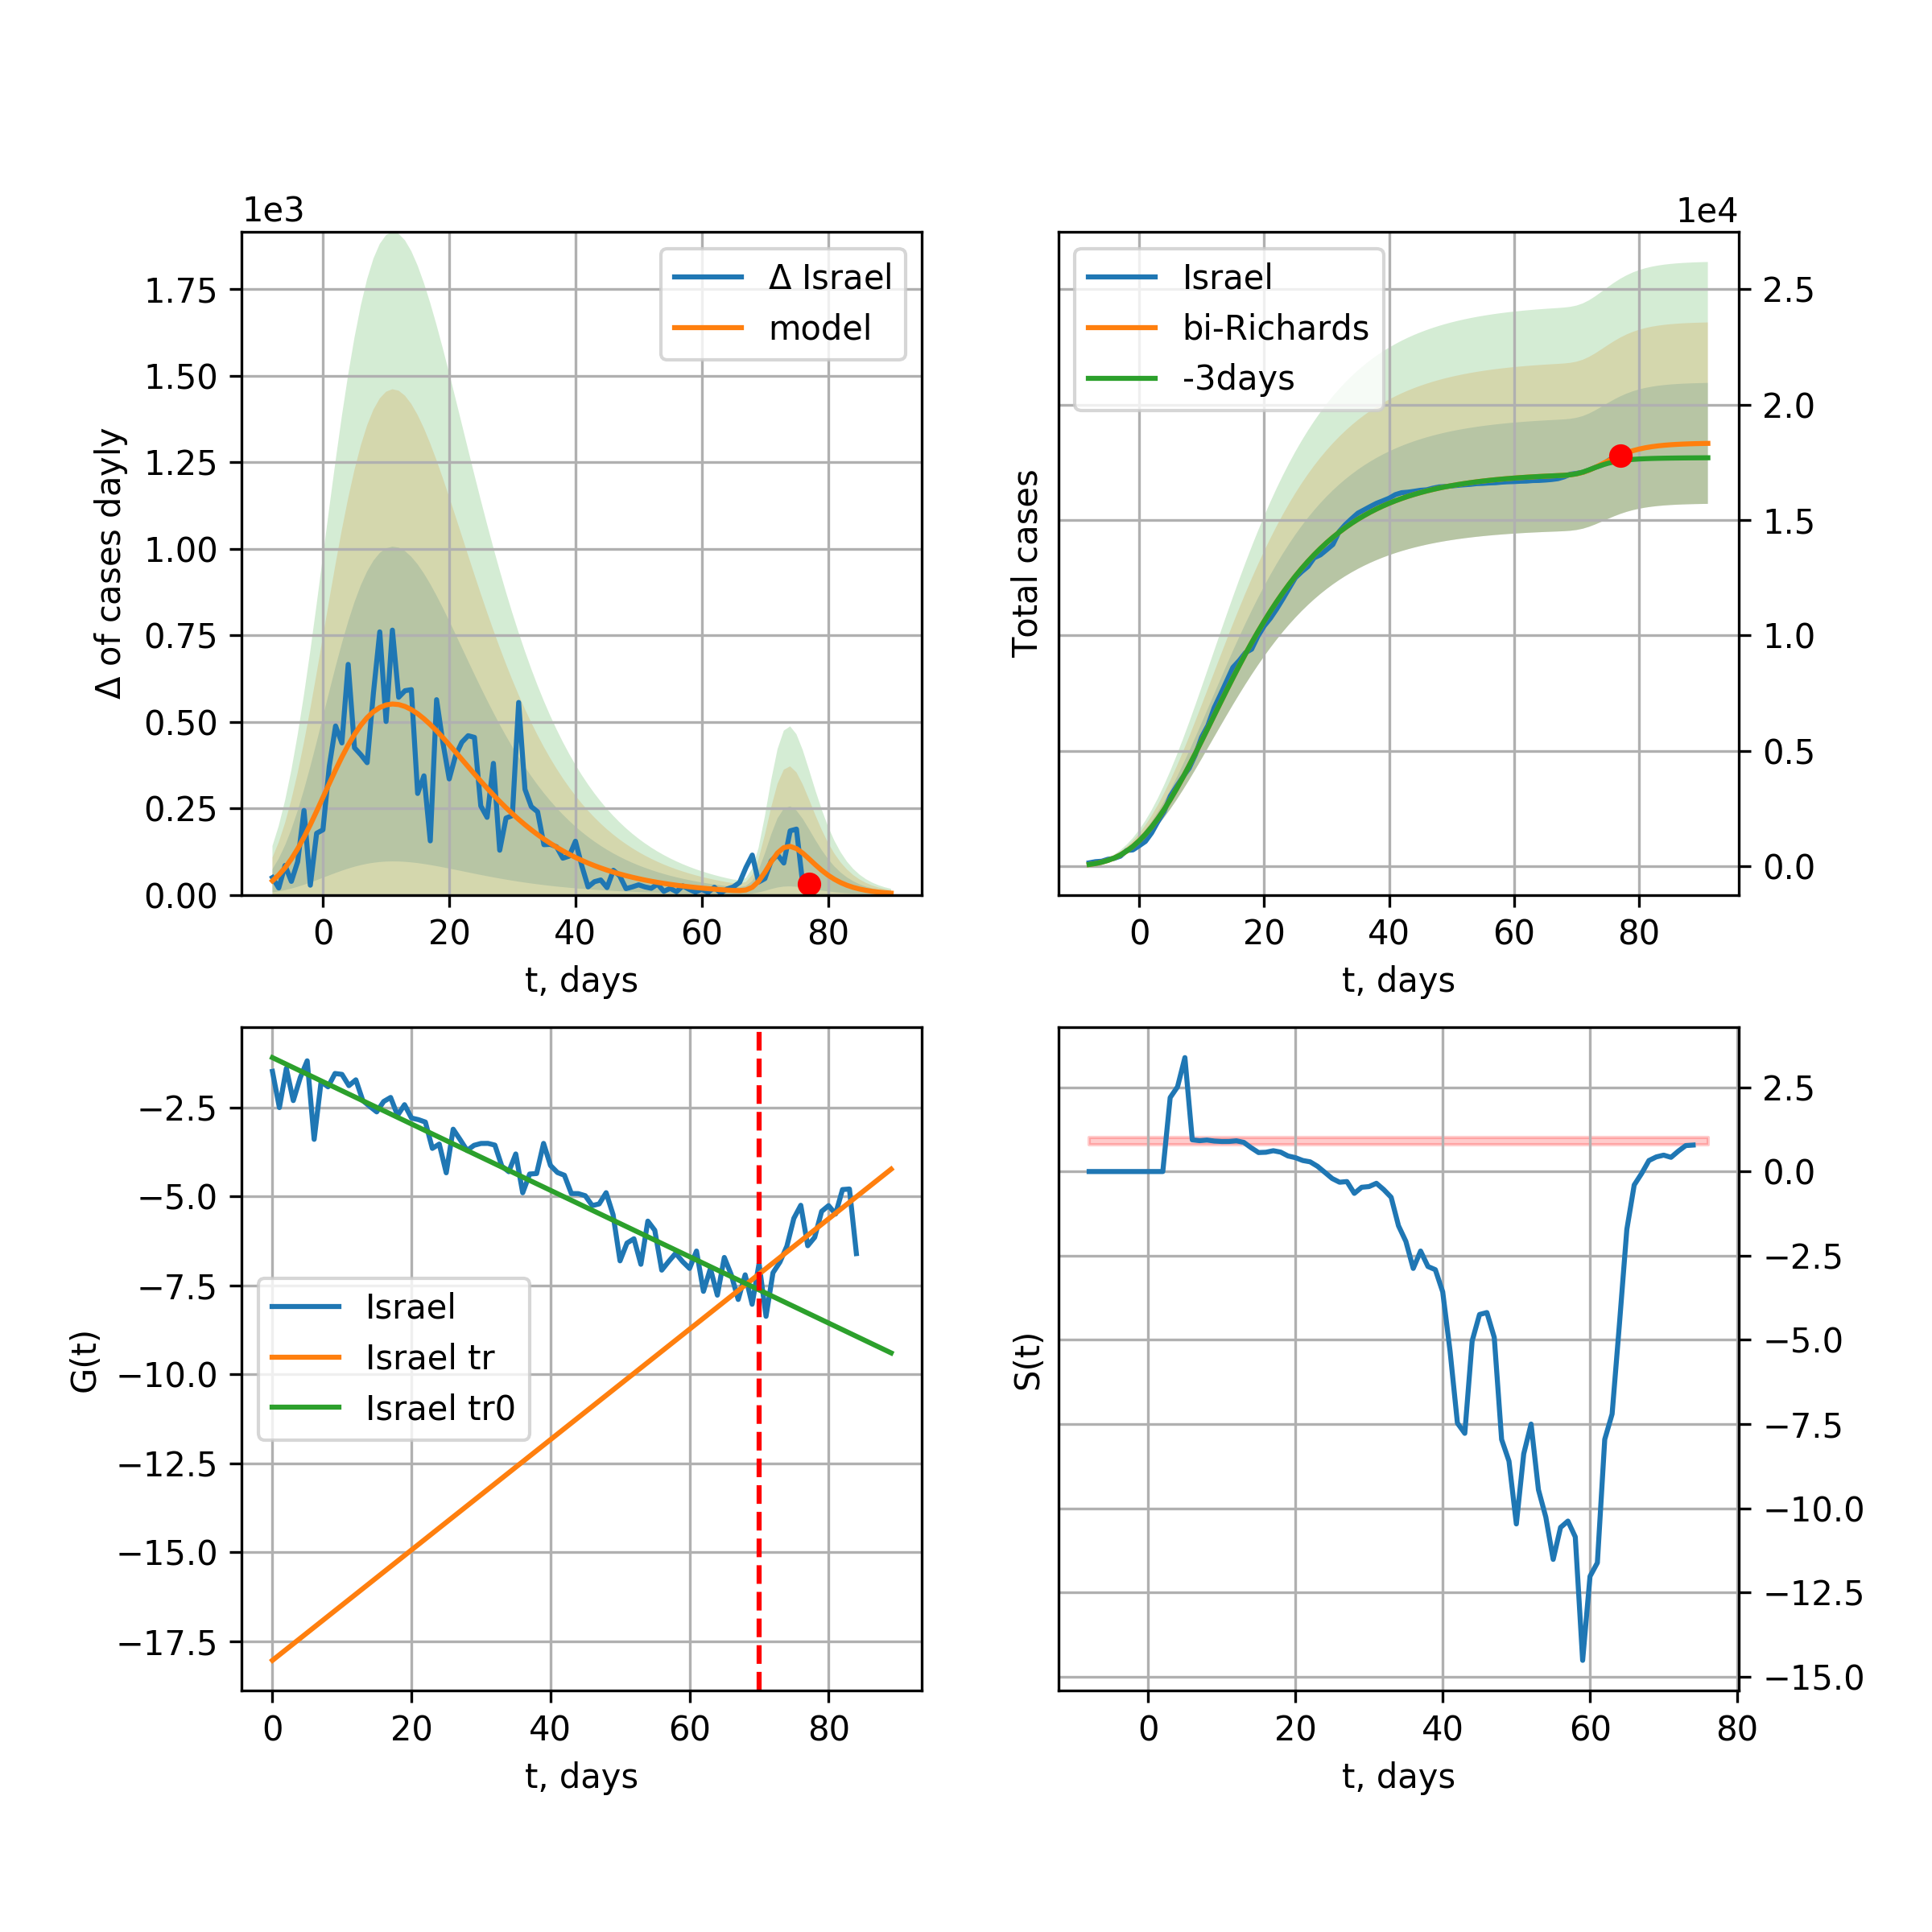 1e3
Δ of cases dayly
1.75
1.50
1.25
1.00
0.75
0.50
0.25
0.00
Δ Israel
model
0 20 40 60 80
t, days
1e4
Total cases
Israel
bi-Richards
-3days
2.5
2.0
1.5
1.0
0.5
0.0
0 20 40 60 80
t, days
G(t)
−2.5
−5.0
−7.5
−10.0
−12.5
−15.0
−17.5
Israel
Israel tr
Israel tr0
0 20 40 60 80
t, days
S(t)
2.5
0.0
−2.5
−5.0
−7.5
−10.0
−12.5
−15.0
0 20 40 60 80
t, days